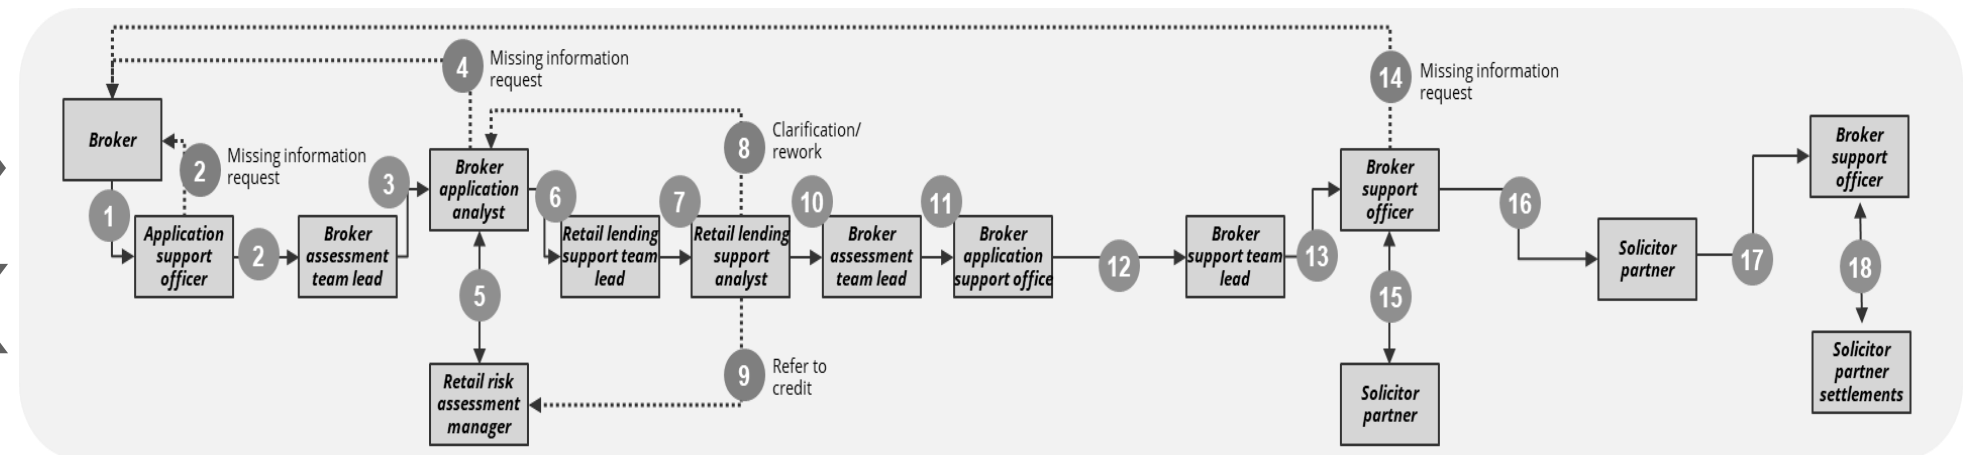 4
Missing information
request
14
Missing information
request
Broker
2
Missing information
request
8
Clarification/
rework
Broker
support
officer
1
3
Broker
application
analyst
6
7
10
11
Broker
support
officer
16
Application
support
officer
2
Broker
assessment
team lead
Retail lending
support team
lead
Retail lending
support
analyst
Broker
assessment
team lead
Broker
application
support office
12
Broker
support team
lead
13
Solicitor
partner
17
18
5
15
Retail risk
assessment
manager
9
Refer to
credit
Solicitor
partner
Solicitor
partner
settlements